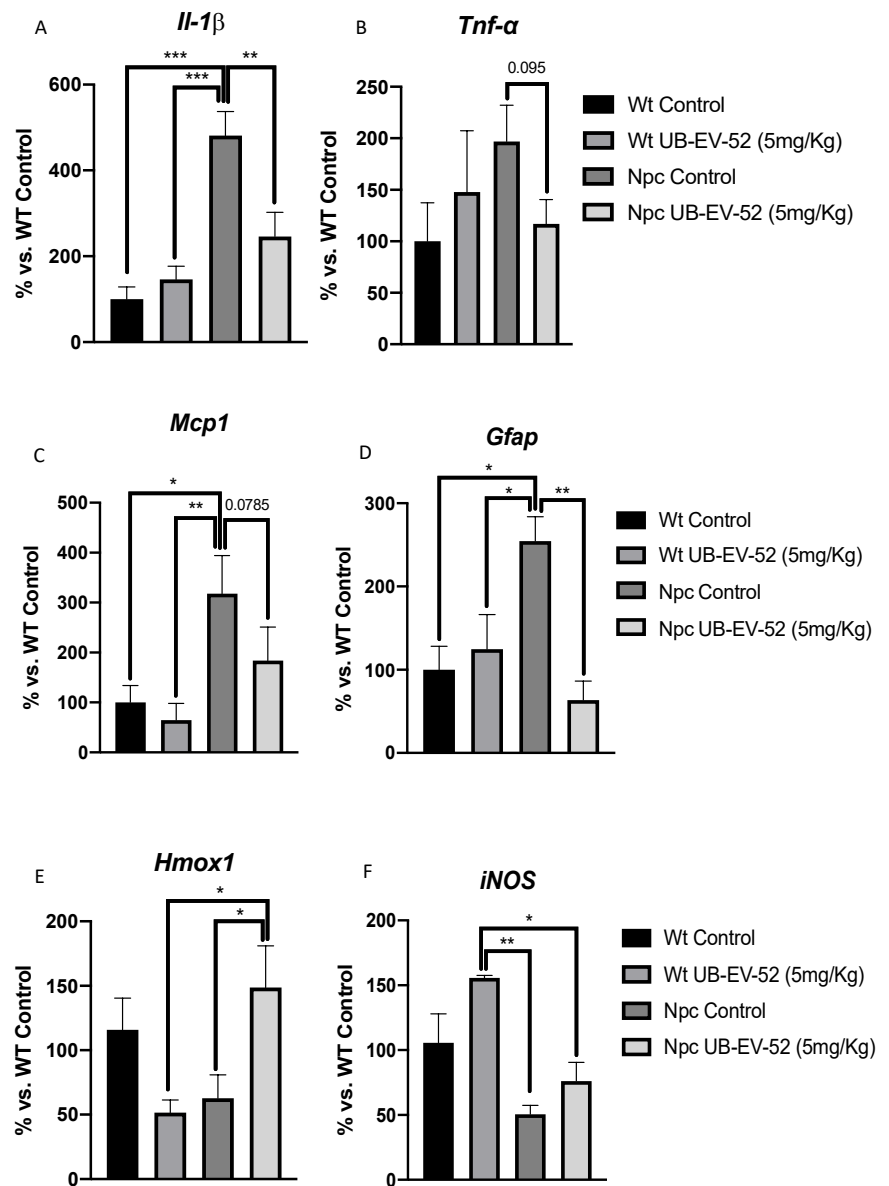 A
Il-1β
***
**
***
600
400
200
0
% vs. WT Control
B
Tnf-α
0.095
250
200
150
100
50
0
% vs. WT Control
Wt Control
Wt UB-EV-52 (5mg/Kg)
Npc Control
Npc UB-EV-52 (5mg/Kg)
C
Mcp1
*
**
0.0785
500
400
300
200
100
0
% vs. WT Control
D
Gfap
*
*
**
300
200
100
0
% vs. WT Control
Wt Control
Wt UB-EV-52 (5mg/Kg)
Npc Control
Npc UB-EV-52 (5mg/Kg)
E
Hmox1
*
*
200
150
100
50
0
% vs. WT Control
F
iNOS
*
**
200
150
100
50
0
% vs. WT Control
Wt Control
Wt UB-EV-52 (5mg/Kg)
Npc Control
Npc UB-EV-52 (5mg/Kg)